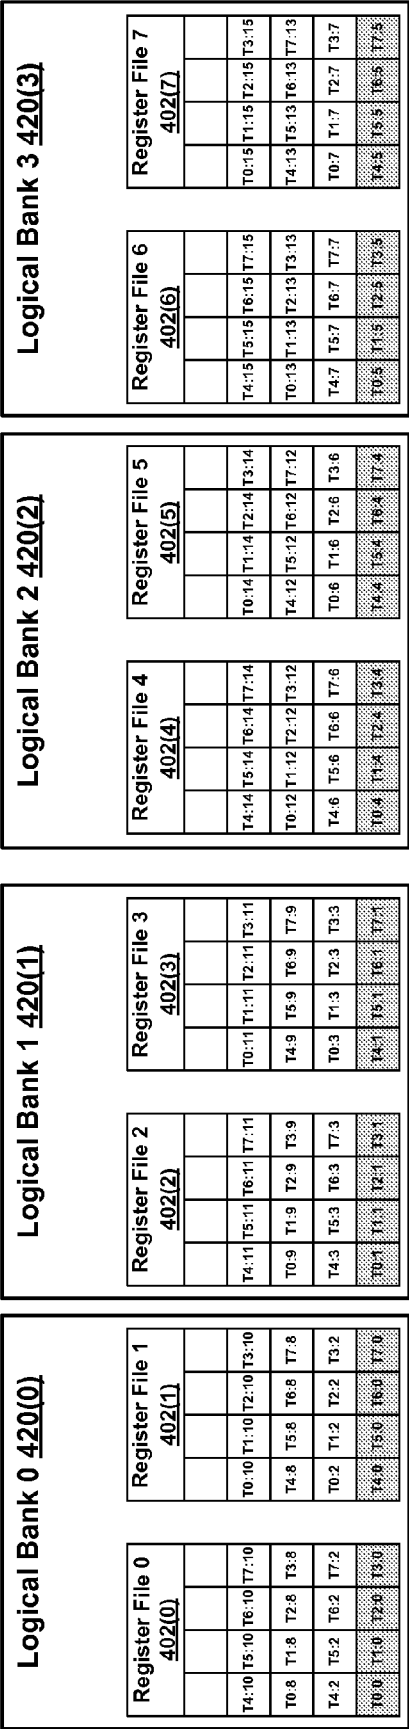 Logical Bank 0 420(0)
Register File 0
402(0)
T4:10 T5:10 T6:10 T7:10
T0:8 T1:8 T2:8 T3:8
T4:2 T5:2 T6:2 T7:2
T0:0 T1:0 T2:0 T3:0
Register File 1
402(1)
T0:10 T1:10 T2:10 T3:10
T4:8 T5:8 T6:8 T7:8
T0:2 T1:2 T2:2 T3:2
T4:0 T5:0 T6:0 T7:0
Logical Bank 1 420(1)
Register File 2
402(2)
T4:11 T5:11 T6:11 T7:11
T0:9 T1:9 T2:9 T3:9
T4:3 T5:3 T6:3 T7:3
T0:1 T1:1 T2:1 T3:1
Register File 3
402(3)
T0:11 T1:11 T2:11 T3:11
T4:9 T5:9 T6:9 T7:9
T0:3 T1:3 T2:3 T3:3
T4:1 T5:1 T6:1 T7:1
Logical Bank 2 420(2)
Register File 4
402(4)
T4:14 T5:14 T6:14 T7:14
T0:12 T1:12 T2:12 T3:12
T4:6 T5:6 T6:6 T7:6
T0:4 T1:4 T2:4 T3:4
Register File 5
402(5)
T0:14 T1:14 T2:14 T3:14
T4:12 T5:12 T6:12 T7:12
T0:6 T1:6 T2:6 T3:6
T4:4 T5:4 T6:4 T7:4
Logical Bank 3 420(3)
Register File 6
402(6)
T4:15 T5:15 T6:15 T7:15
T0:13 T1:13 T2:13 T3:13
T4:7 T5:7 T6:7 T7:7
T0:5 T1:5 T2:5 T3:5
Register File 7
402(7)
T0:15 T1:15 T2:15 T3:15
T4:13 T5:13 T6:13 T7:13
T0:7 T1:7 T2:7 T3:7
T4:5 T5:5 T6:5 T7:5